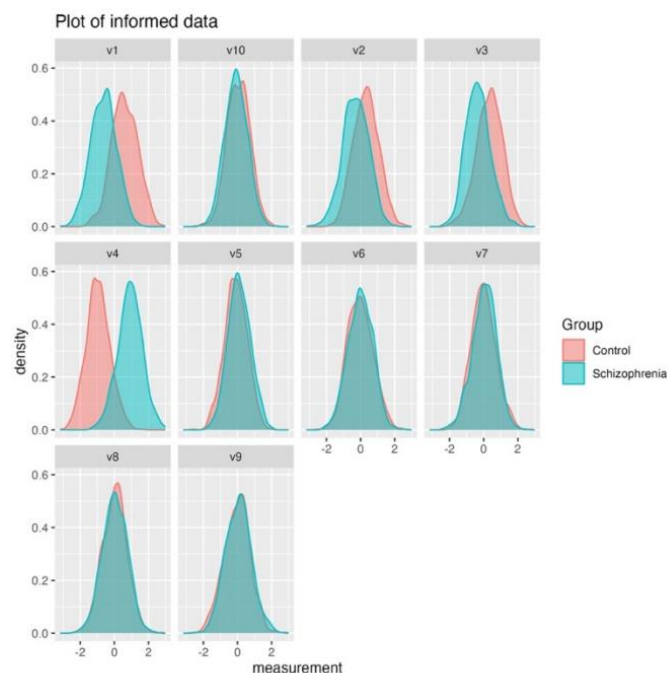 Plot of informed data
v1 v10 v2 v3
0.6
0.4
0.2
0.0
v4 v5 v6 v7
0.6
0.4
0.2
0.0
-2 0 2 -2 0 2
v8 v9
0.6
0.4
0.2
0.0
-2 0 2 -2 0 2
measurement
density
Group
Control
Schizophrenia